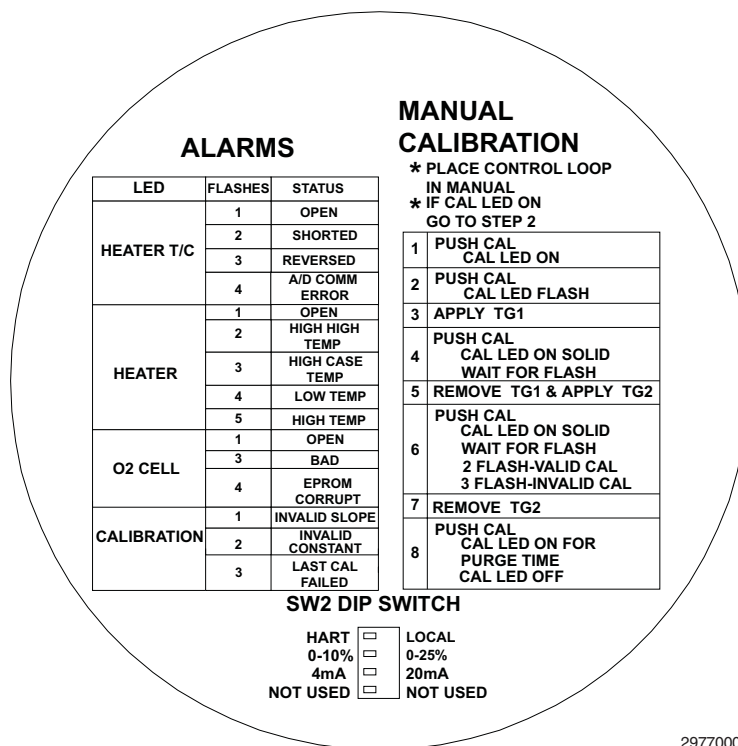 ALARMS
LED FLASHES STATUS
HEATER T/C
1 OPEN
2 SHORTED
3 REVERSED
4 A/D COMM
ERROR
HEATER
1 OPEN
2 HIGH HIGH
TEMP
3 HIGH CASE
TEMP
4 LOW TEMP
5 HIGH TEMP
O2 CELL
1 OPEN
3 BAD
4 EPROM
CORRUPT
CALIBRATION
1 INVALID SLOPE
2 INVALID
CONSTANT
3 LAST CAL
FAILED
MANUAL
CALIBRATION
* PLACE CONTROL LOOP
IN MANUAL
* IF CAL LED ON
GO TO STEP 2
1 PUSH CAL
CAL LED ON
2 PUSH CAL
CAL LED FLASH
3 APPLY TG1
4 PUSH CAL
CAL LED ON SOLID
WAIT FOR FLASH
5 REMOVE TG1 & APPLY TG2
6 PUSH CAL
CAL LED ON SOLID
WAIT FOR FLASH
2 FLASH-VALID CAL
3 FLASH-INVALID CAL
7 REMOVE TG2
8 PUSH CAL
CAL LED ON FOR
PURGE TIME
CAL LED OFF
SW2 DIP SWITCH
HART LOCAL
0-10% 0-25%
4mA 20mA
NOT USED NOT USED
2977000